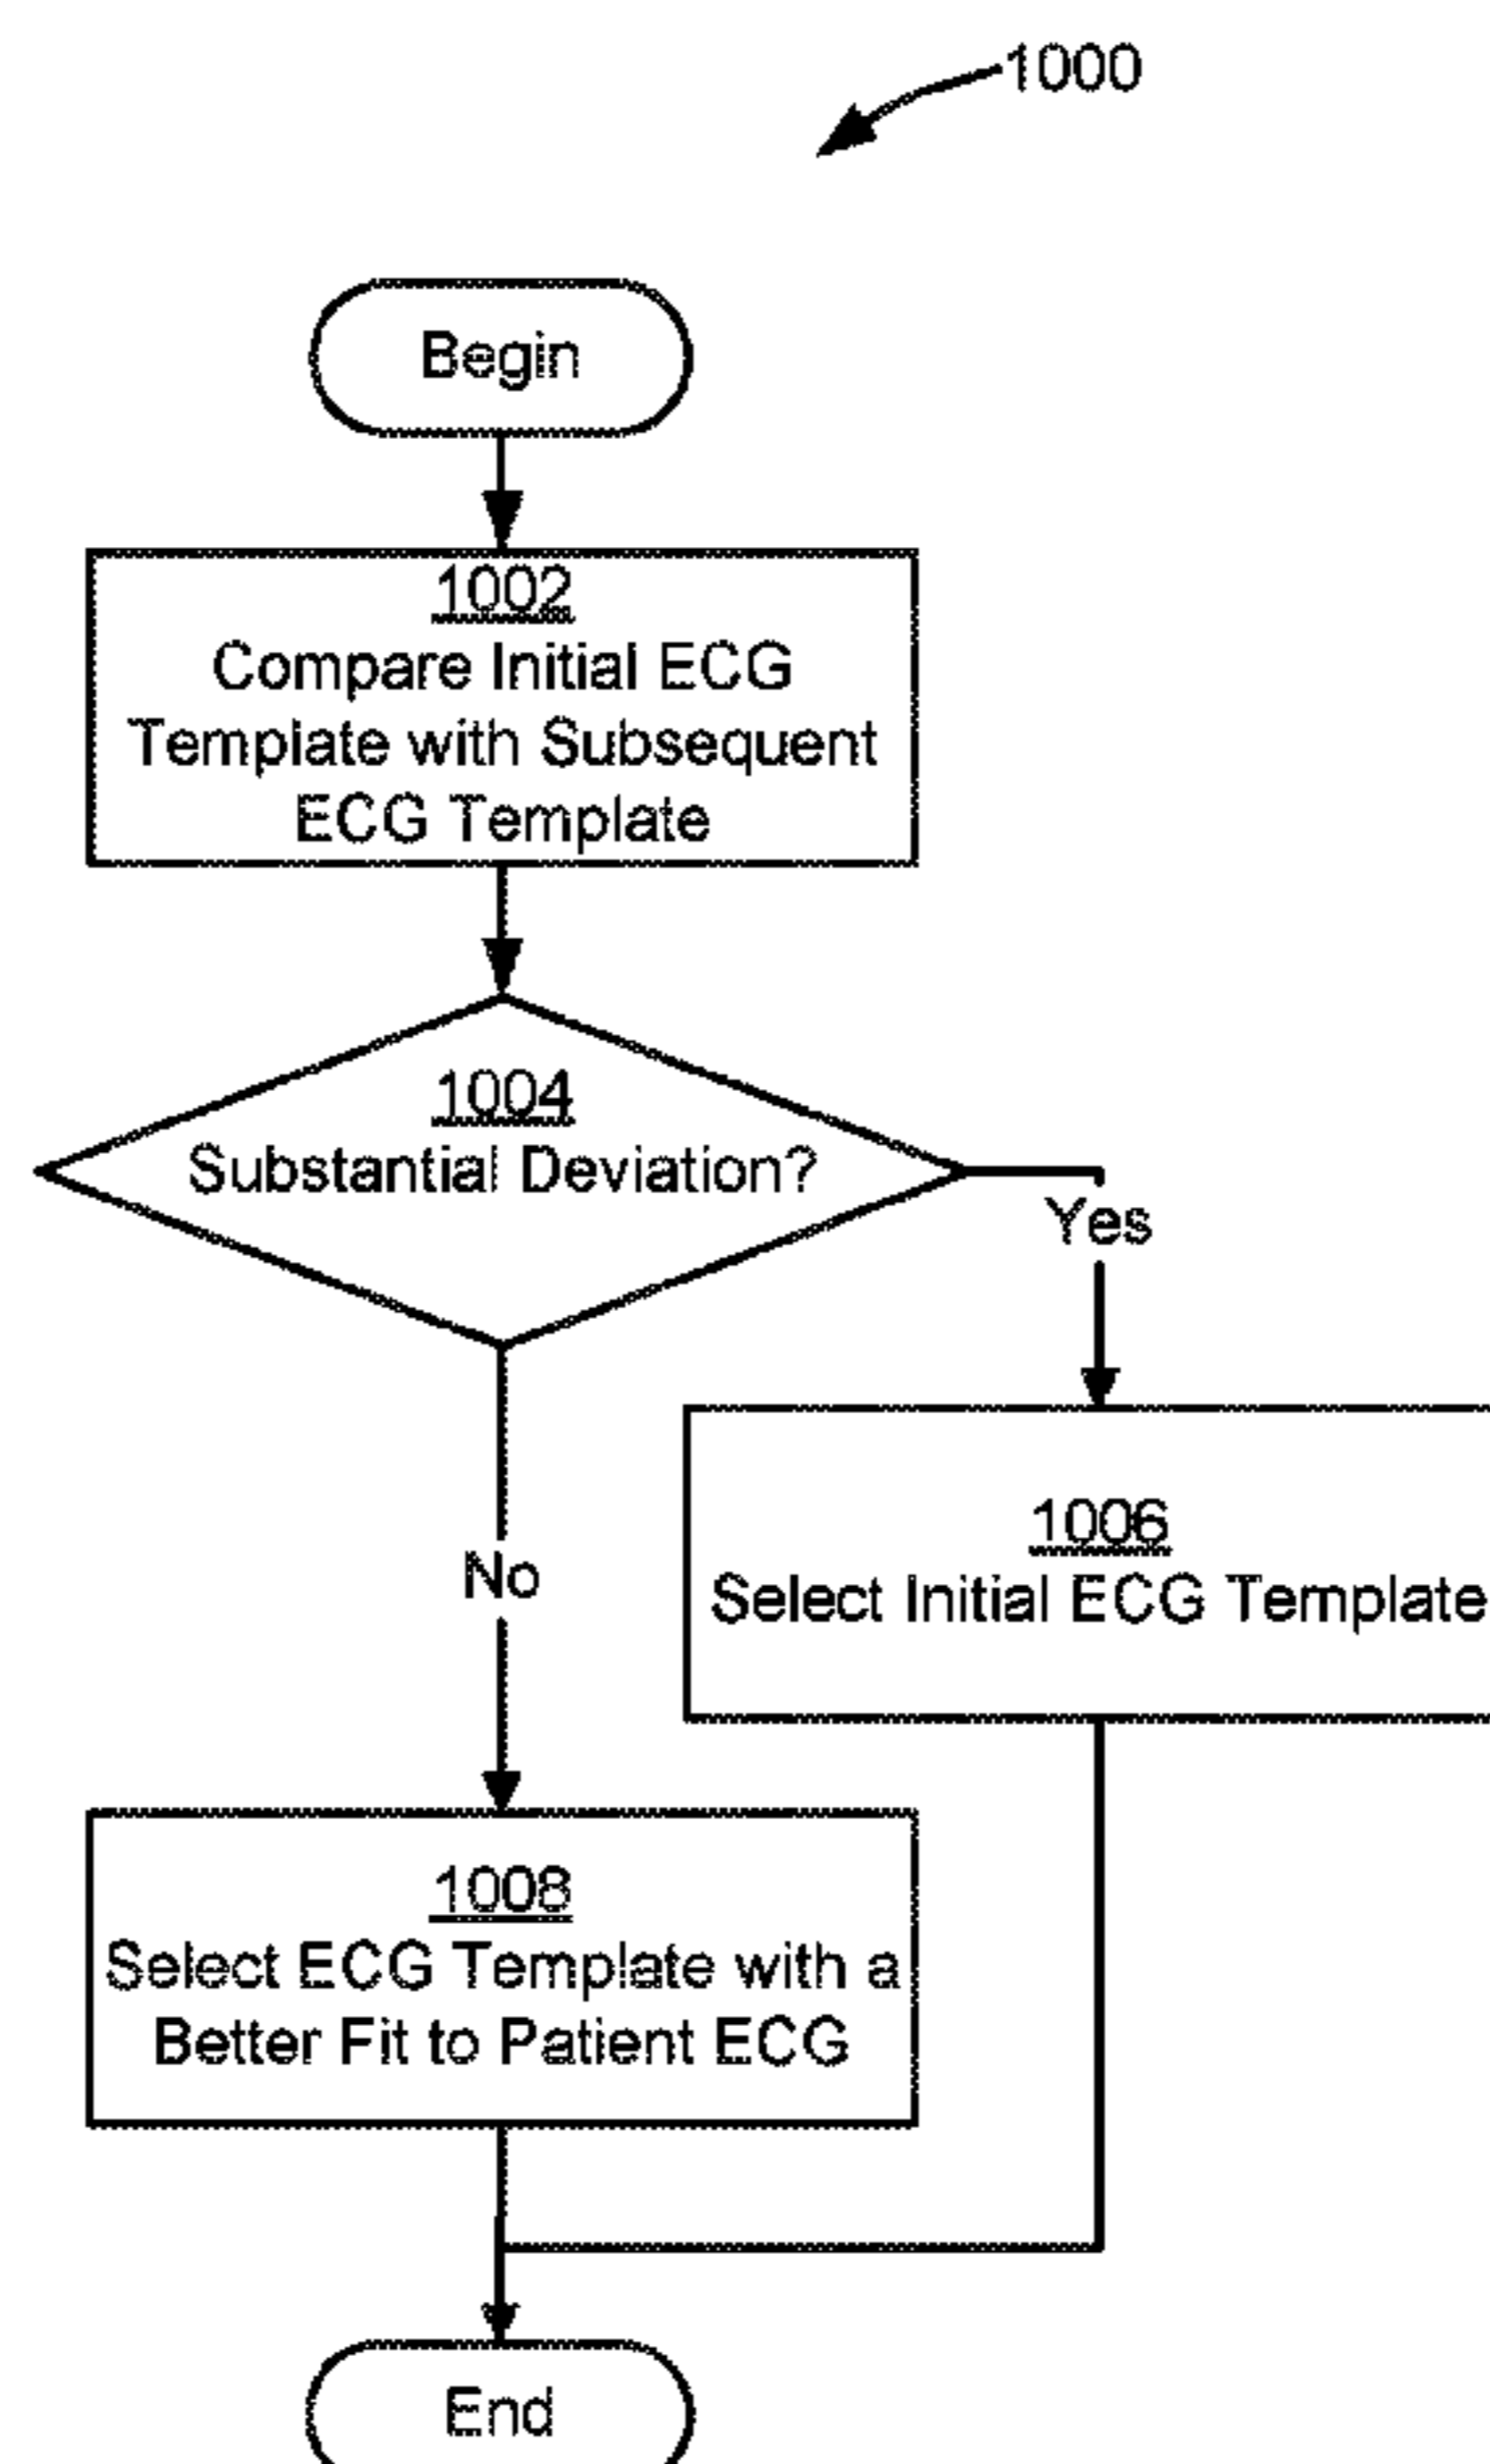 1000
Begin
1002
Compare Initial ECG
Template with Subsequent
ECG Template
1004
Substantial Deviation?
Yes
1006
Select Initial ECG Template
No
1008
Select ECG Template with a
Better Fit to Patient ECG
End